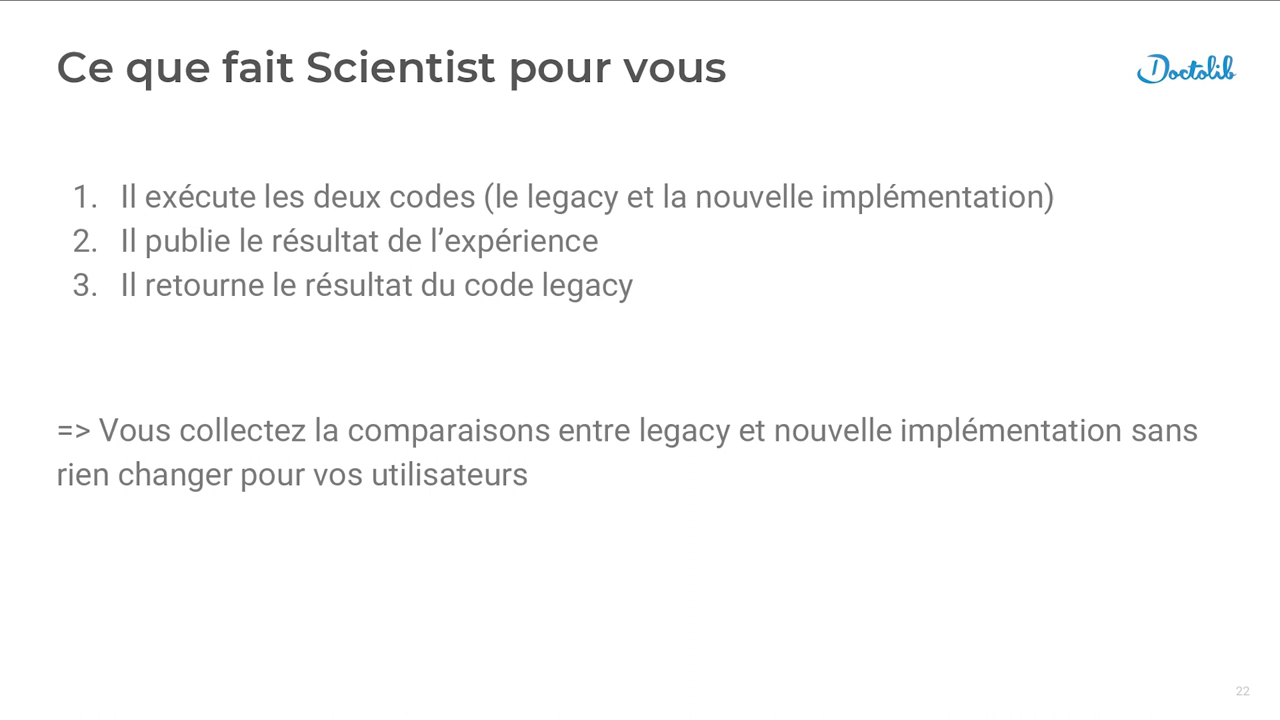 Ce que fait Scientist pour vous
Doctolib
1. Il exécute les deux codes (le legacy et la nouvelle implémentation)
2. Il publie le résultat de l’expérience
3. Il retourne le résultat du code legacy
=> Vous collectez la comparaisons entre legacy et nouvelle implémentation sans
rien changer pour vos utilisateurs
22